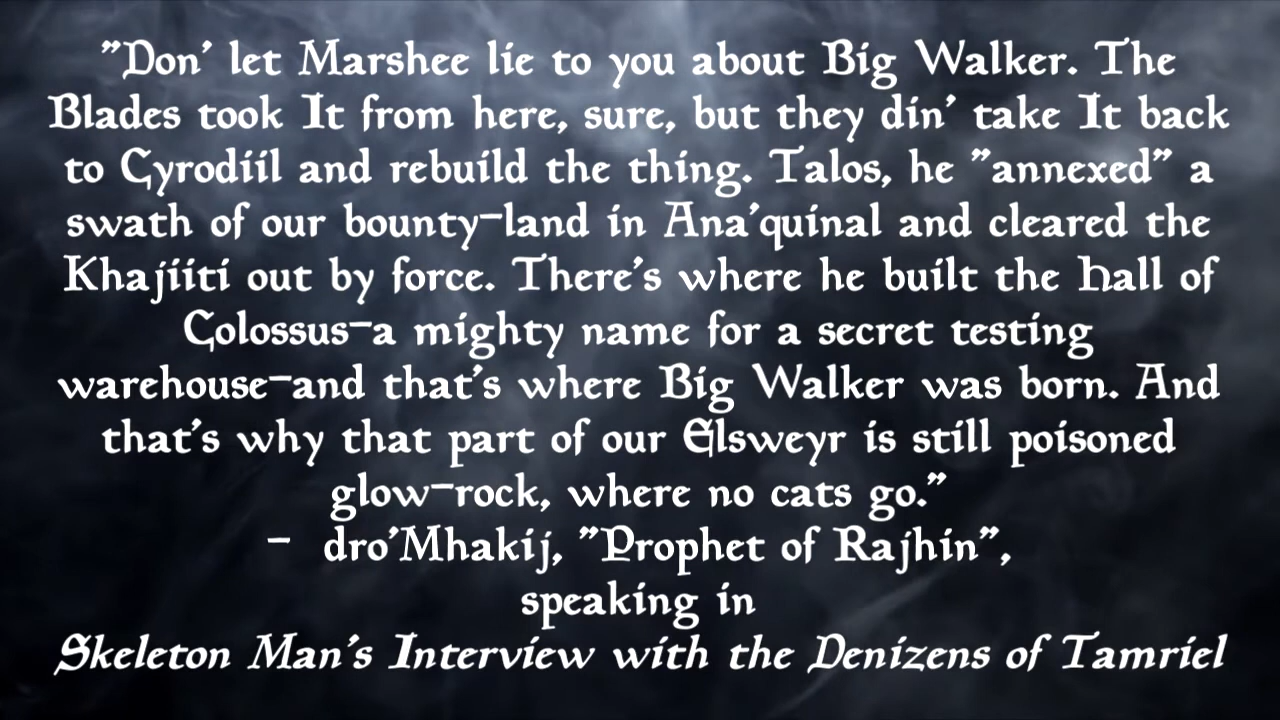 "Don' let Marshee lie to you about Big Walker. The
Blades took It from here, sure, but they din' take It back
to Cyrodiil and rebuild the thing. Talos, he "annexed" a
swath of our bounty-land in Ana'quinal and cleared the
Khajiiti out by force. There's where he built the Hall of
Colossus-a mighty name for a secret testing
warehouse-and that's where Big Walker was born. And
that's why that part of our Elsweyr is still poisoned
glow-rock, where no cats go."
- dro'Mhakij, "Prophet of Rajhin",
speaking in
Skeleton Man's Interview with the Denizens of Tamriel